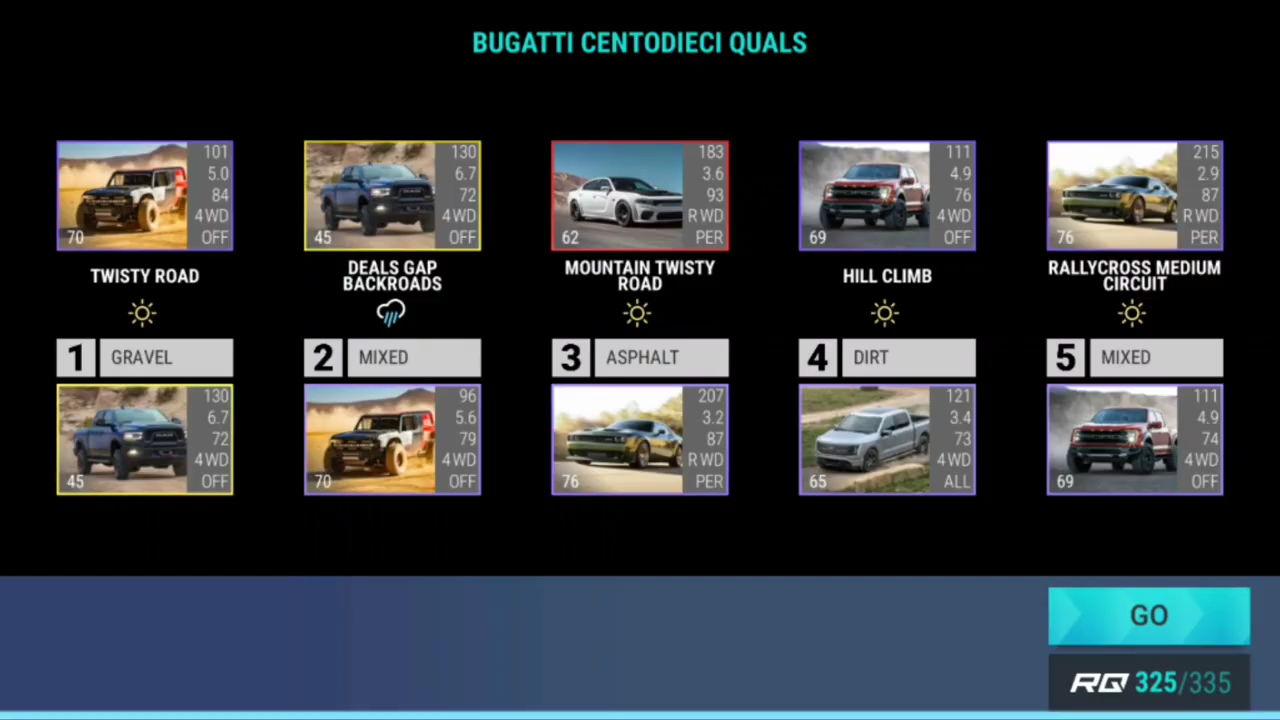 BUGATTI CENTODIECI QUALS
101
5.0
84
4WD
70 OFF
130
6.7
72
4WD
45 OFF
183
3.6
93
RWD
62 PER
111
4.9
76
4WD
69 OFF
215
2.9
87
RWD
76 PER
TWISTY ROAD
DEALS GAP
BACKROADS
MOUNTAIN TWISTY
ROAD
HILL CLIMB
RALLYCROSS MEDIUM
CIRCUIT
1 GRAVEL
2 MIXED
3 ASPHALT
4 DIRT
5 MIXED
130
6.7
72
4WD
45 OFF
96
5.6
79
4WD
70 OFF
207
3.2
87
RWD
76 PER
121
3.4
73
4WD
65 ALL
111
4.9
74
4WD
69 OFF
GO
RQ 325/335